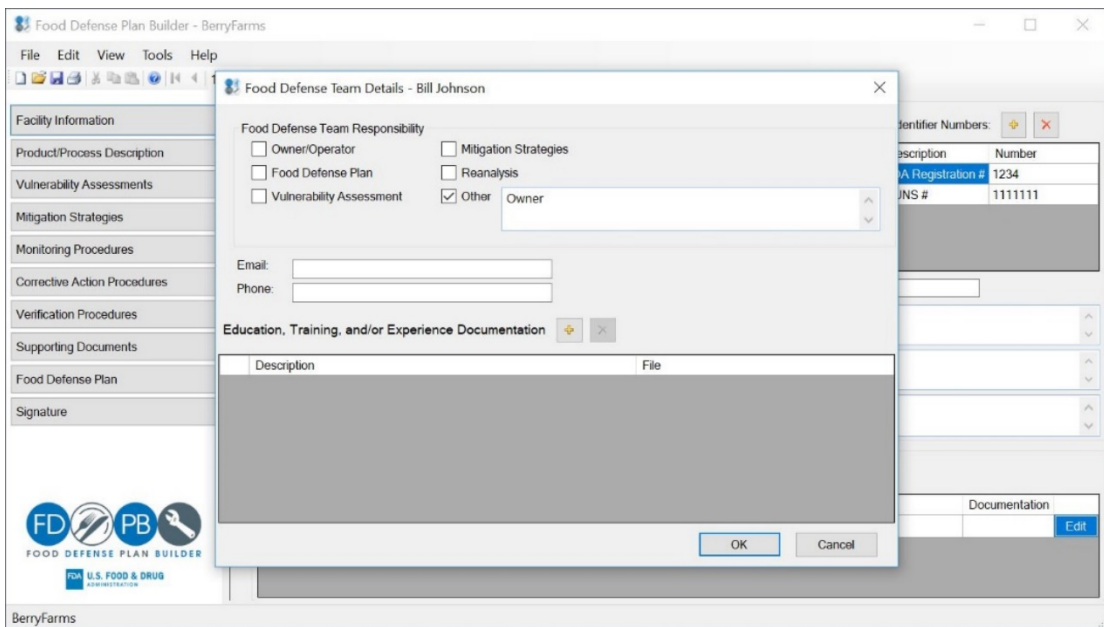 Food Defense Plan Builder - BerryFarms
File Edit View Tools Help
Food Defense Team Details - Bill Johnson
Facility Information
Product/Process Description
Vulnerability Assessments
Mitigation Strategies
Monitoring Procedures
Corrective Action Procedures
Verification Procedures
Supporting Documents
Food Defense Plan
Signature
Food Defense Team Responsibility
Owner/Operator Mitigation Strategies
Food Defense Plan Reanalysis
Vulnerability Assessment Other Owner
Email:
Phone:
Education, Training, and/or Experience Documentation
Description File
OK Cancel
Numbers:
Number
Registration # 1234
# 1111111
Documentation
Edit
FD PB
FOOD DEFENSE PLAN BUILDER
FDA U.S. FOOD & DRUG
ADMINISTRATION
BerryFarms